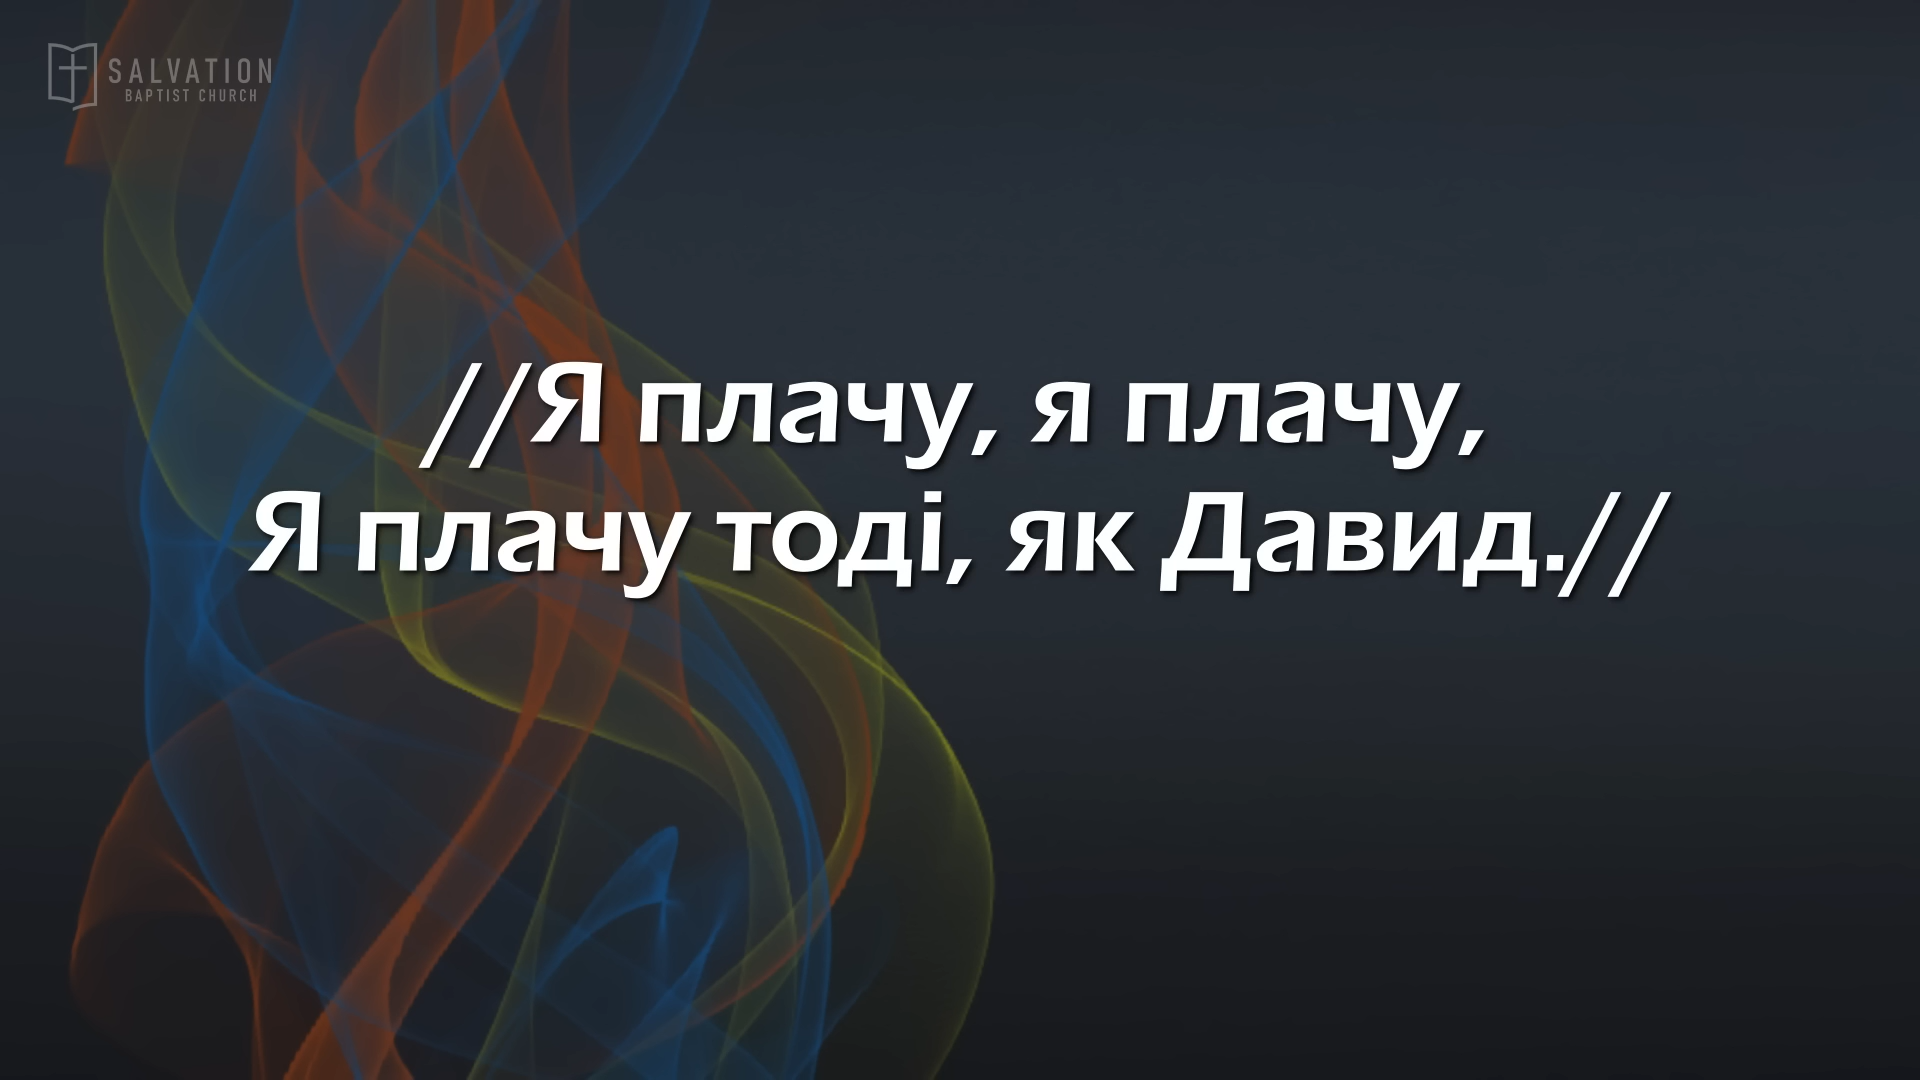 SALVATION
BAPTIST CHURCH
//Я плачу, я плачу,
Я плачу тоді, як Давид.//